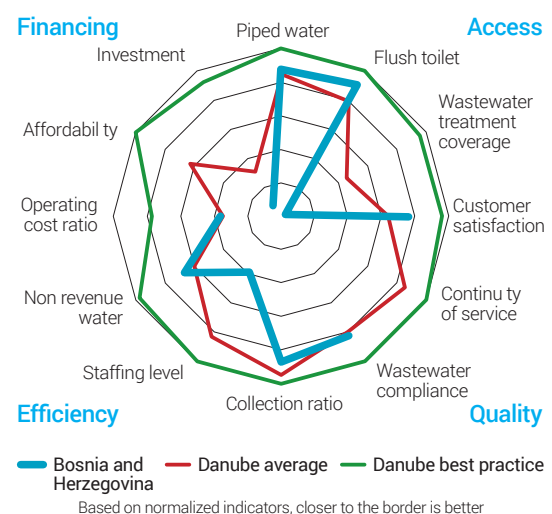 Financing
Access
Piped water
Investment
Flush toilet
Wastewater
treatment
coverage
Affordabil ty
Operating
cost ratio
Customer
satisfaction
Non revenue
water
Continu ty
of service
Staffing level
Wastewater
compliance
Collection ratio
Efficiency
Quality
Bosnia and
Herzegovina
Danube average
Danube best practice
Based on normalized indicators, closer to the border is better